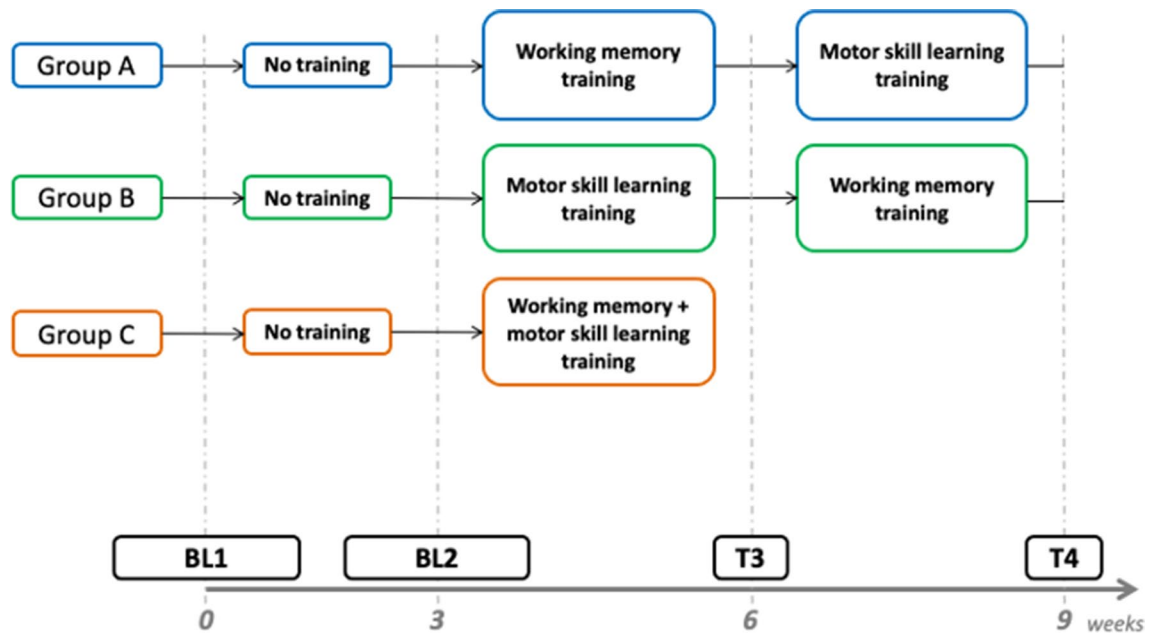 Group A
No training
Working memory
training
Motor skill learning
training
Group B
No training
Motor skill learning
training
Working memory
training
Group C
No training
Working memory +
motor skill learning
training
BL1
BL2
T3
T4
0
3
6
9
weeks